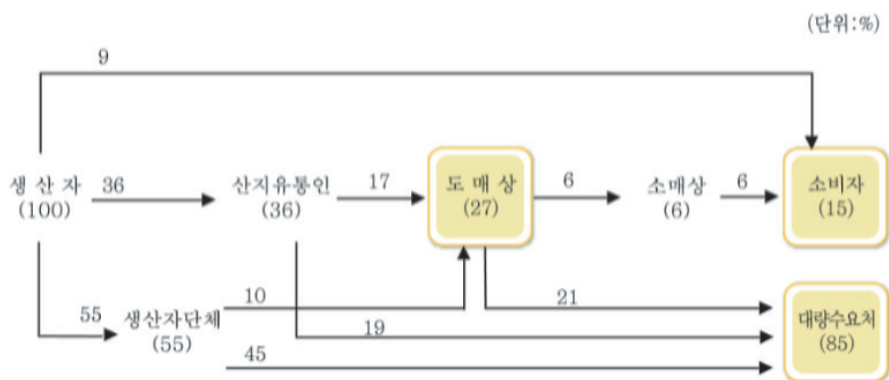 (단위:%)
9
생 산 자
(100)
36
산지유통인
(36)
17
도 매 상
(27)
6
소매상
(6)
6
소비자
(15)
55
생산자단체
(55)
10
19
45
21
대량수요처
(85)